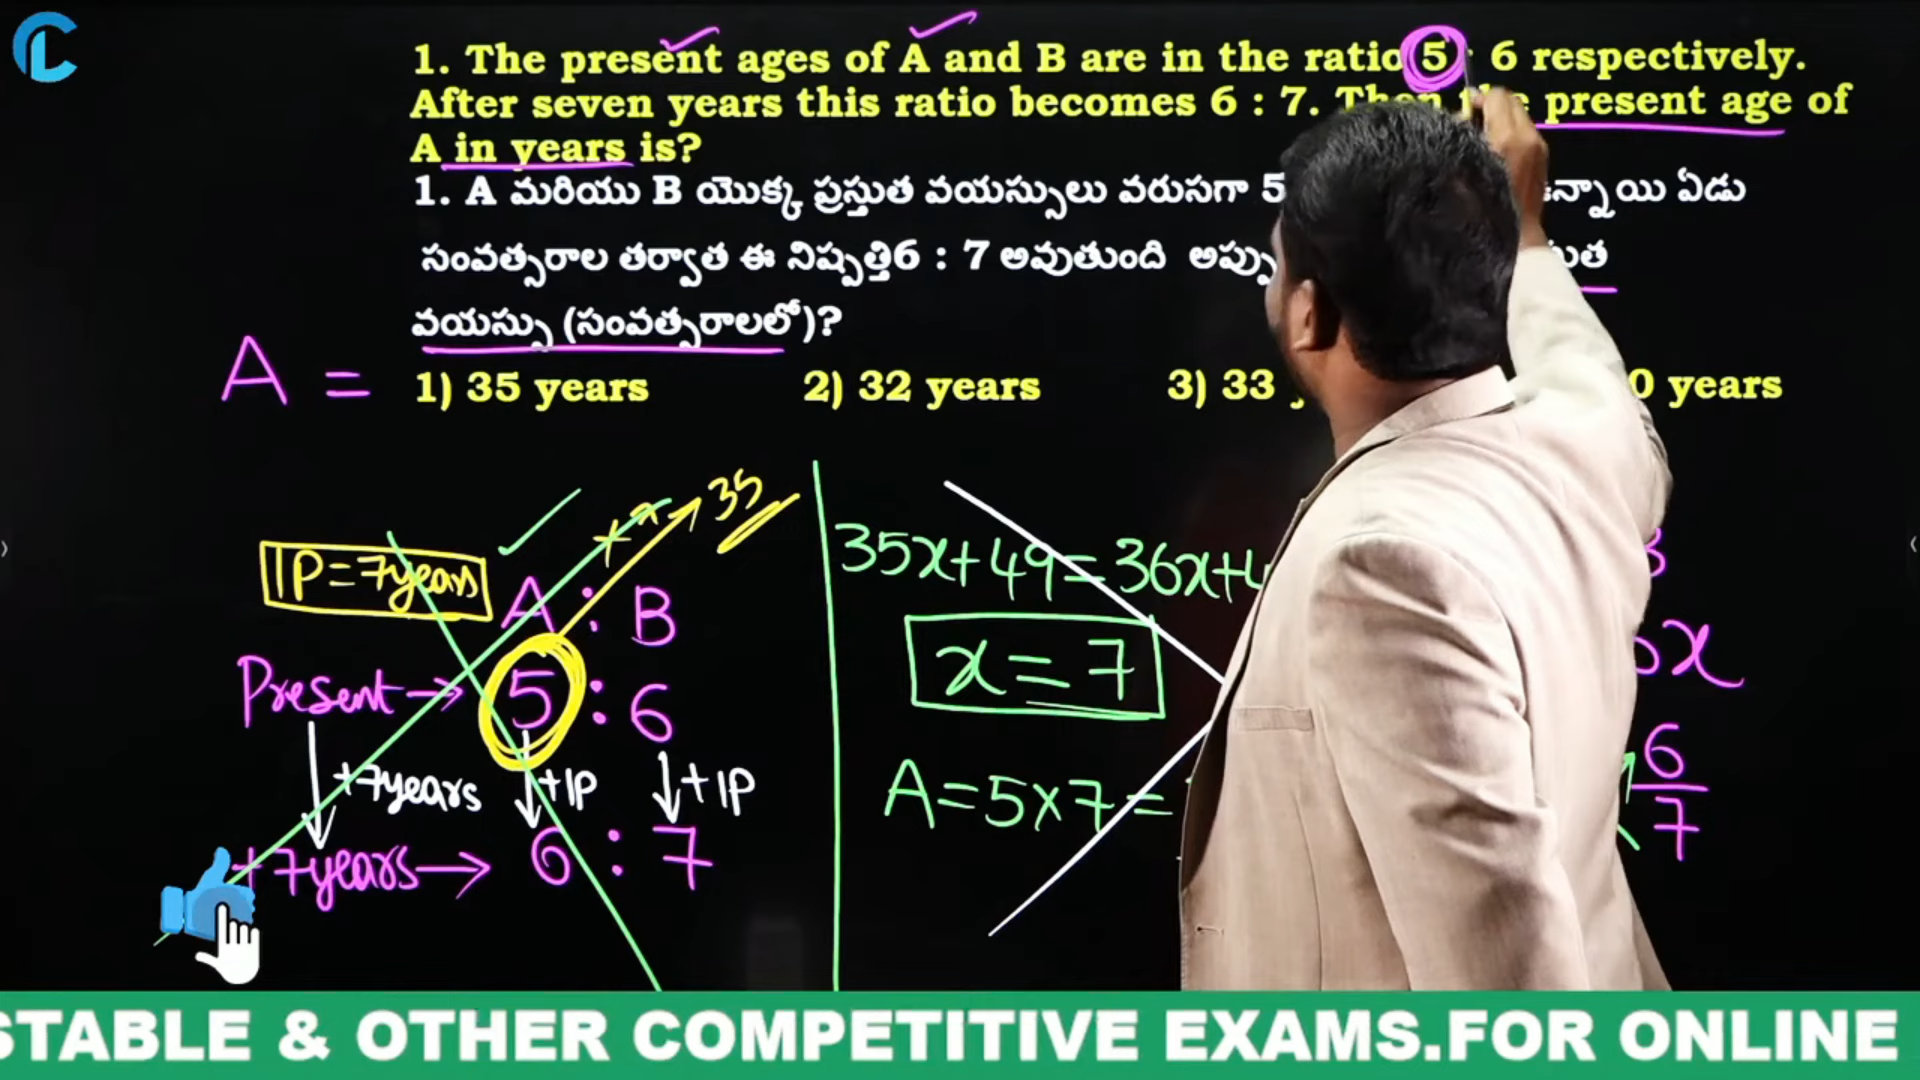 1. The present ages of A and B are in the ratio 5 : 6 respectively.
After seven years this ratio becomes 6 : 7. Then the present age of
A in years is?
1. A మరియు B యొక్క ప్రస్తుత వయస్సులు వరుసగా 5 ఏడు
సంవత్సరాల తర్వాత ఈ నిష్పత్తి6 : 7 అవుతుంది
వయస్సు (సంవత్సరాలలో)?
A = 1) 35 years 2) 32 years 3) 33 0 years
35
1P=7years
A : B
Present → 5 : 6
+7years +1P +1P
+7years → 6 : 7
35x+49=36x+4
x = 7
A=5×7=
x
6
7
STABLE & OTHER COMPETITIVE EXAMS.FOR ONLINE